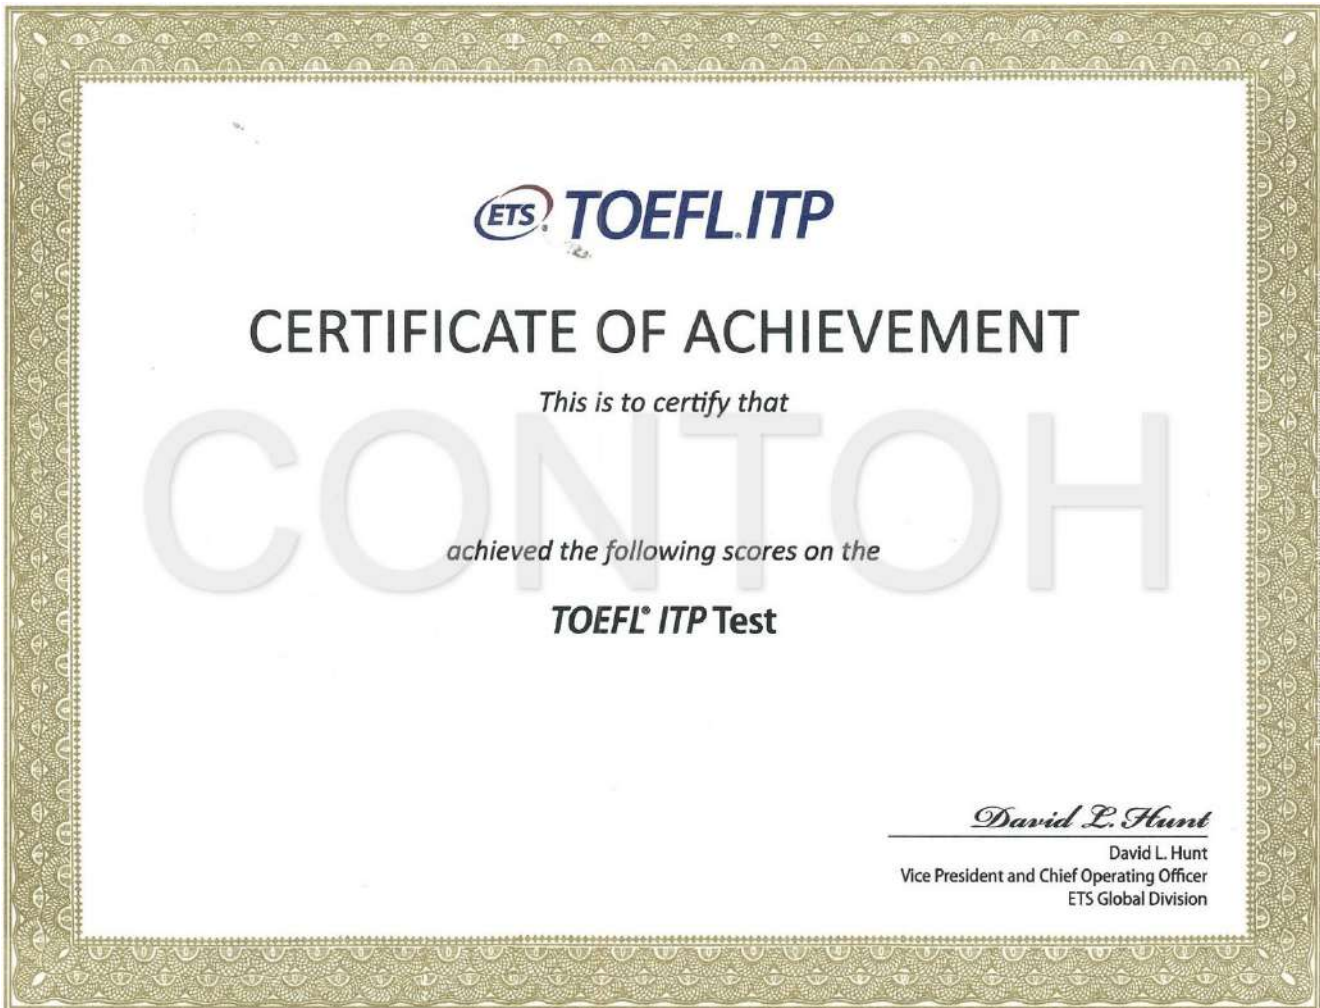 ETS® TOEFL®ITP
CERTIFICATE OF ACHIEVEMENT
This is to certify that
CONTOH
achieved the following scores on the
TOEFL® ITP Test
David L. Hunt
David L. Hunt
Vice President and Chief Operating Officer
ETS Global Division